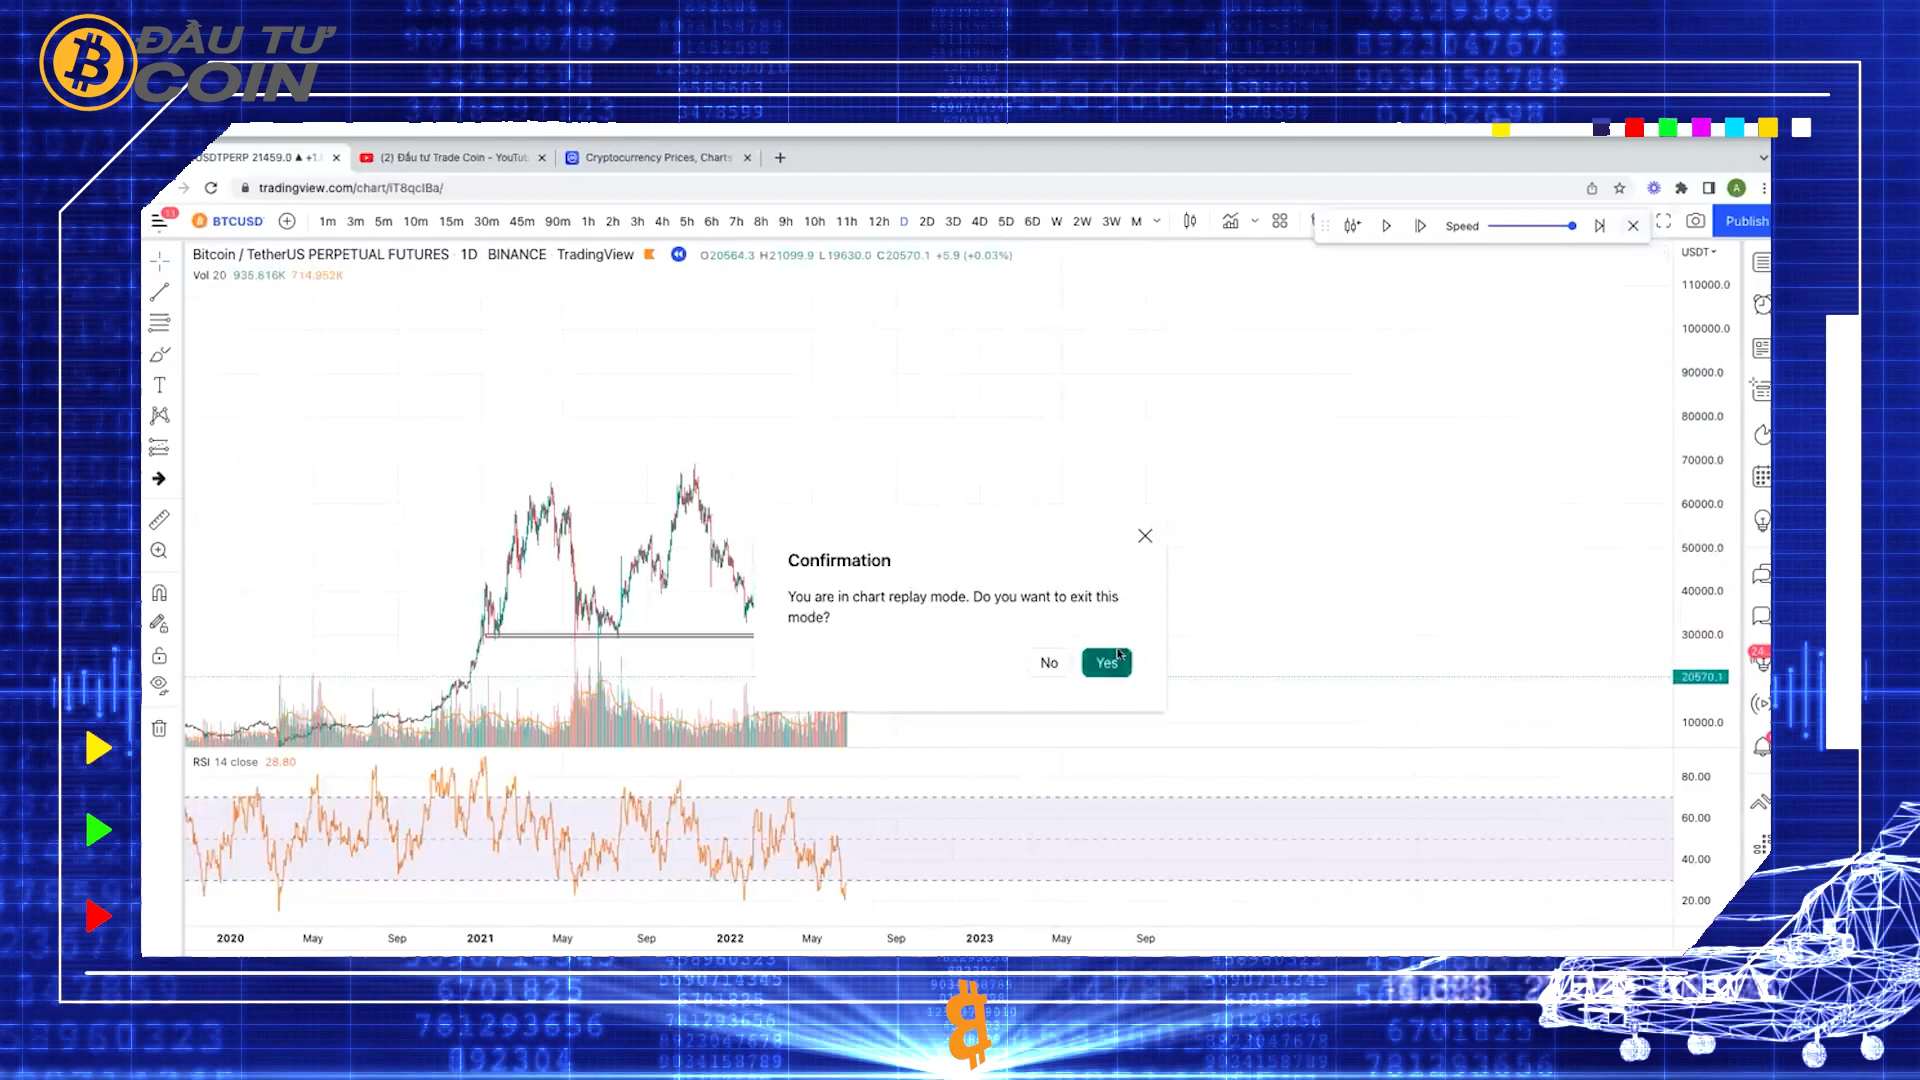 ĐẦU TƯ
COIN
USDTPERP 21459.0 ▲ +1.
(2) Đầu tư Trade Coin - YouTub
Cryptocurrency Prices, Charts
tradingview.com/chart/iT8qcIBa/
11
BTCUSD
1m 3m 5m 10m 15m 30m 45m 90m 1h 2h 3h 4h 5h 6h 7h 8h 9h 10h 11h 12h D 2D 3D 4D 5D 6D W 2W 3W M
Speed
Publish
Bitcoin / TetherUS PERPETUAL FUTURES · 1D · BINANCE · TradingView
O20564.3 H21099.9 L19630.0 C20570.1 +5.9 (+0.03%)
USDT
Vol 20 935.816K 714.952K
110000.0
100000.0
90000.0
80000.0
70000.0
60000.0
50000.0
40000.0
30000.0
20570.1
10000.0
24
Confirmation
You are in chart replay mode. Do you want to exit this
mode?
No
Yes
RSI 14 close 28.80
80.00
60.00
40.00
20.00
2020 May Sep 2021 May Sep 2022 May Sep 2023 May Sep